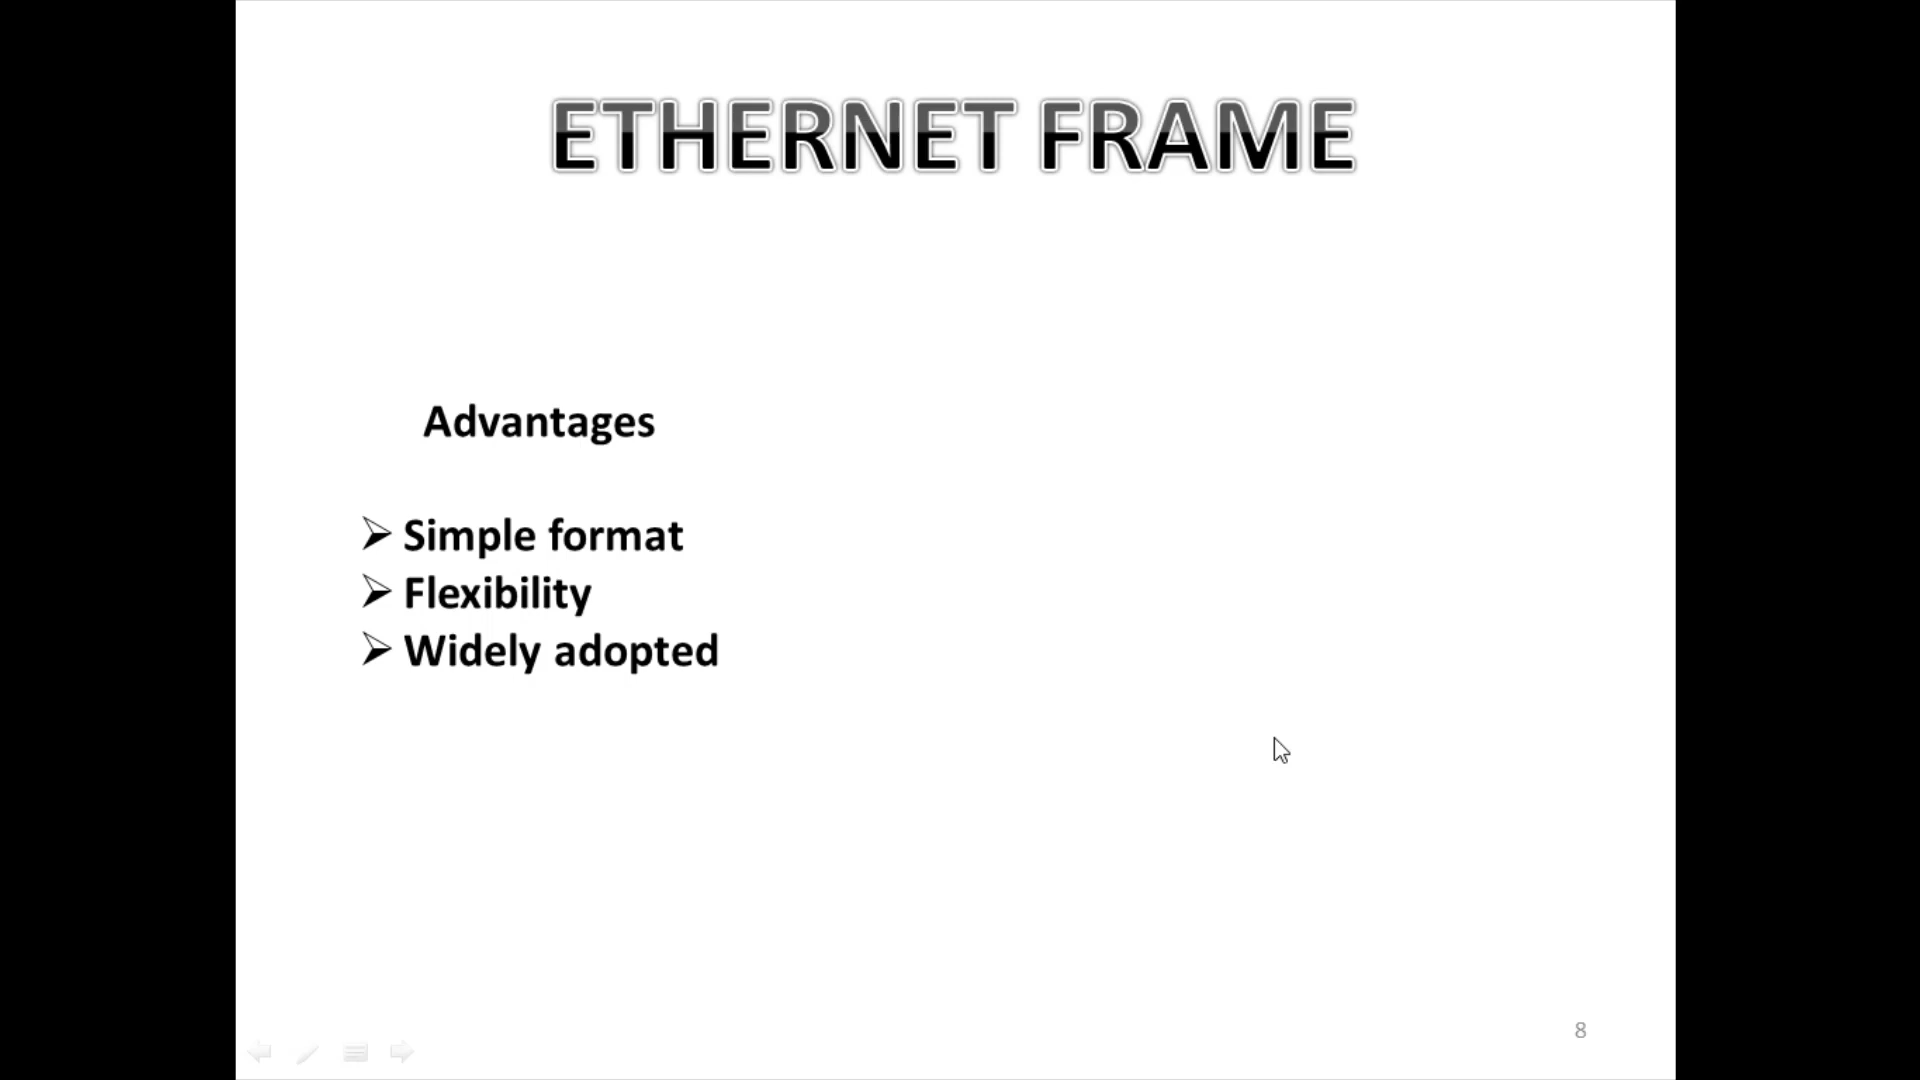 ETHERNET FRAME
Advantages
Simple format
Flexibility
Widely adopted
8